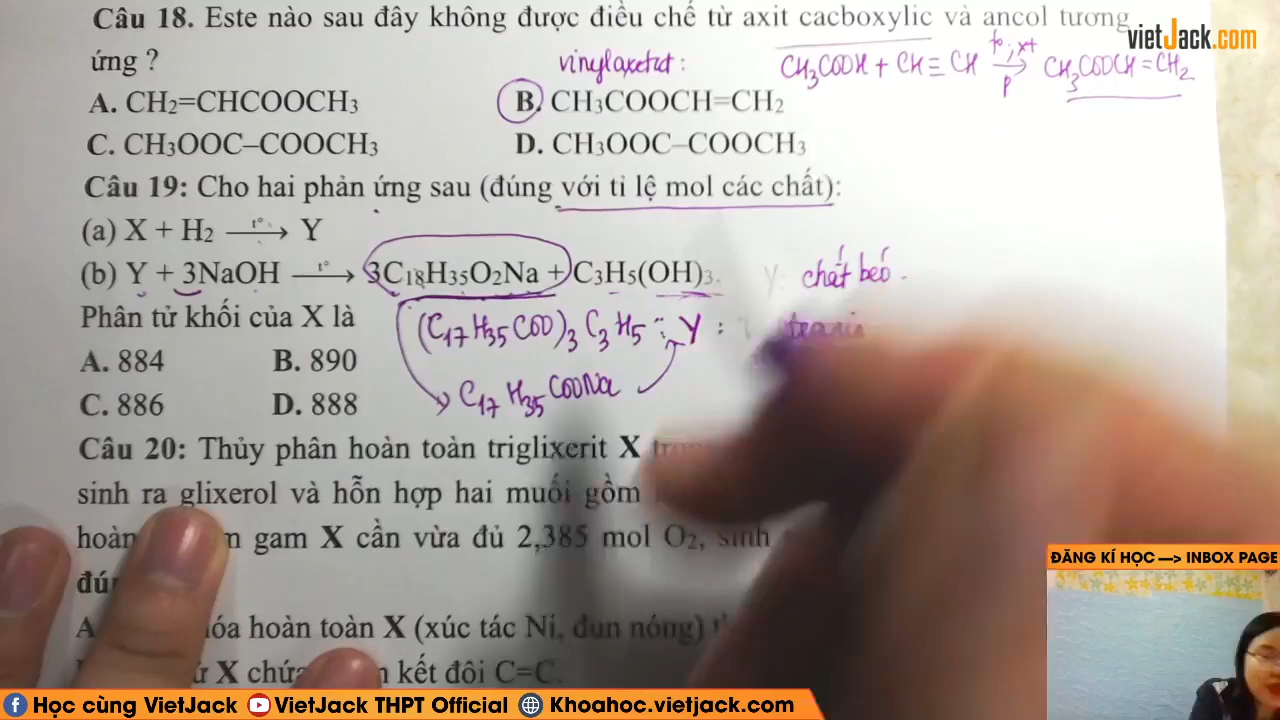 Câu 18. Este nào sau đây không được điều chế từ axit cacboxylic và ancol tương
ứng ?
vinylaxetat : CH3COOH + CH≡CH t°, xt → p CH3COOCH=CH2
vietJack.com
A. CH2=CHCOOCH3 B. CH3COOCH=CH2
C. CH3OOC–COOCH3 D. CH3OOC–COOCH3
Câu 19: Cho hai phản ứng sau (đúng với tỉ lệ mol các chất):
(a) X + H2 t° → Y
(b) Y + 3NaOH t° → 3C18H35O2Na + C3H5(OH)3. Y chất béo.
Phân tử khối của X là (C17H35COO)3C3H5 : Y :
A. 884 B. 890
C17H35COONa
C. 886 D. 888
Câu 20: Thủy phân hoàn toàn triglixerit X
sinh ra glixerol và hỗn hợp hai muối gồm
gam X cần vừa đủ 2,385 mol O2, sinh
A hoàn toàn X (xúc tác Ni, đun nóng)
X kết đôi C=C.
ĐĂNG KÍ HỌC —> INBOX PAGE
Học cùng VietJack VietJack THPT Official Khoahoc.vietjack.com